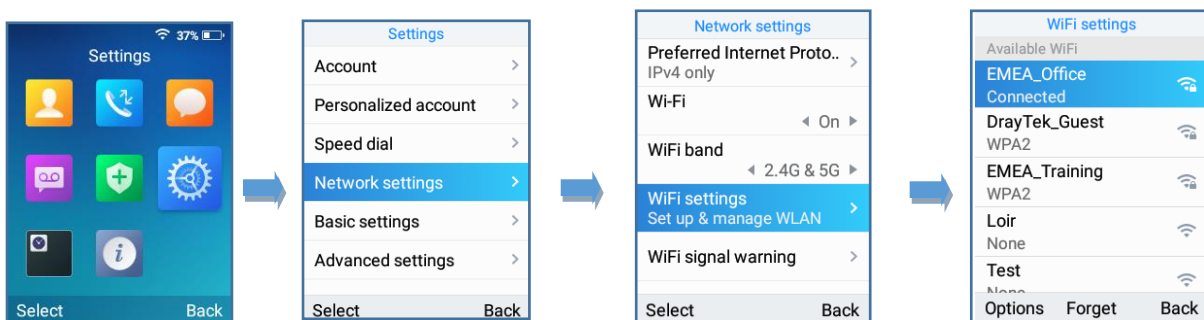 37%
Settings
Select Back
Settings
Account
Personalized account
Speed dial
Network settings
Basic settings
Advanced settings
Select Back
Network settings
Preferred Internet Proto..
IPv4 only
Wi-Fi
On
WiFi band
2.4G & 5G
WiFi settings
Set up & manage WLAN
WiFi signal warning
Select Back
WiFi settings
Available WiFi
EMEA_Office
Connected
DrayTek_Guest
WPA2
EMEA_Training
WPA2
Loir
None
Test
None
Options Forget Back